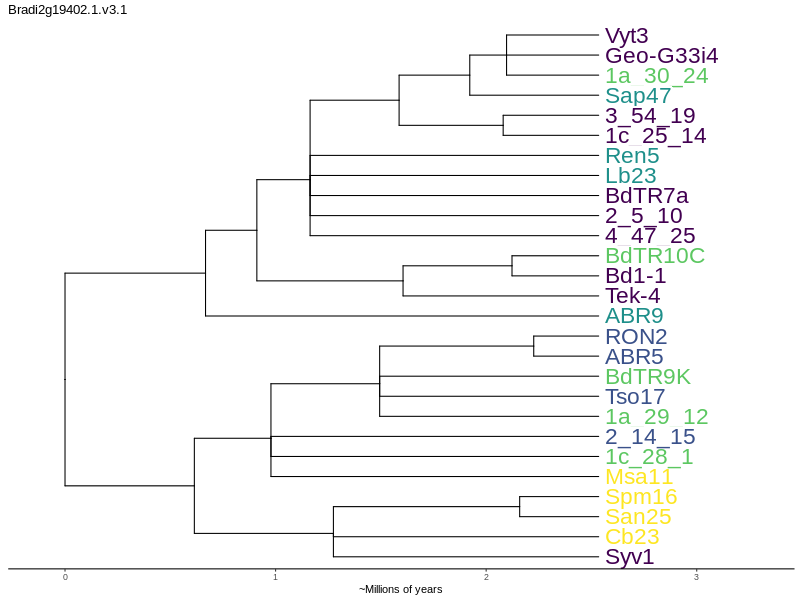 Bradi2g19402.1.v3.1
Vyt3
Geo-G33i4
1a_30_24
Sap47
3_54_19
1c_25_14
Ren5
Lb23
BdTR7a
2_5_10
4_47_25
BdTR10C
Bd1-1
Tek-4
ABR9
RON2
ABR5
BdTR9K
Tso17
1a_29_12
2_14_15
1c_28_1
Msa11
Spm16
San25
Cb23
Syv1
0 1 2 3
~Millions of years